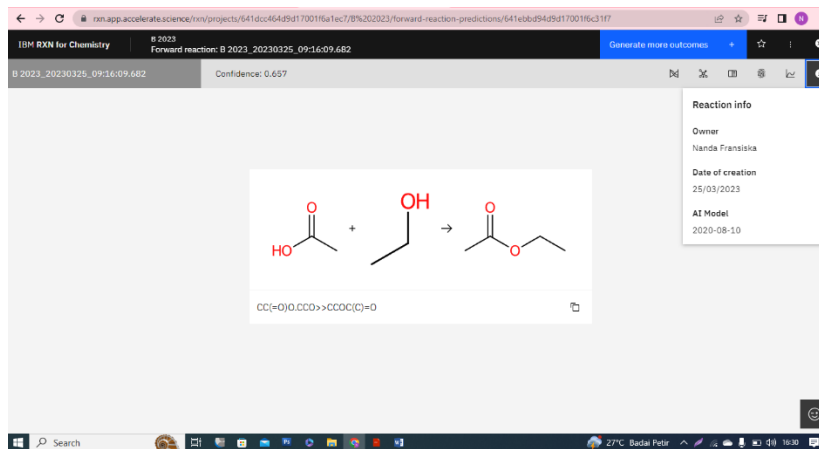 rxn.app.accelerate.science/rxn/projects/641dcc464d9d17001f6a1ec7/B%202023/forward-reaction-predictions/641ebbd94d9d17001f6c31f7
N
IBM RXN for Chemistry
B 2023
Forward reaction: B 2023_20230325_09:16:09.682
Generate more outcomes +
B 2023_20230325_09:16:09.682
Confidence: 0.657
Reaction info
Owner
Nanda Fransiska
Date of creation
25/03/2023
AI Model
2020-08-10
O
HO
+
OH
→
O
O
CC(=O)O.CCO>>CCOC(C)=O
Search
27°C Badai Petir
1630